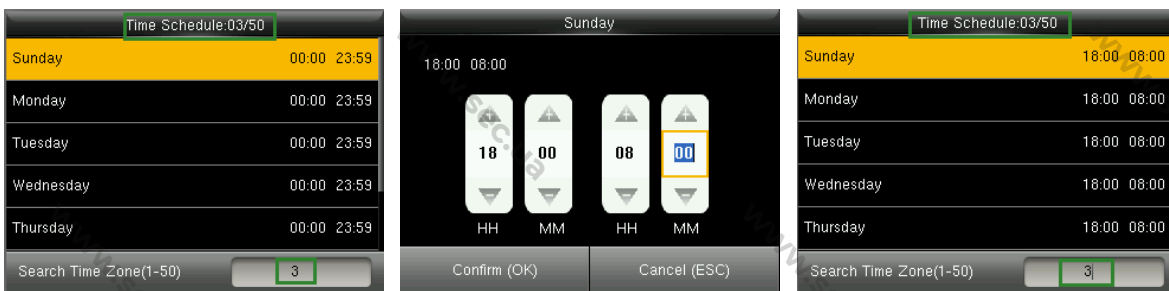 Time Schedule:03/50
Sunday 00:00 23:59
Monday 00:00 23:59
Tuesday 00:00 23:59
Wednesday 00:00 23:59
Thursday 00:00 23:59
Search Time Zone(1-50) 3
Sunday
18:00 08:00
18 00 08 00
HH MM HH MM
Confirm (OK) Cancel (ESC)
www.sec.ua
Time Schedule:03/50
Sunday 18:00 08:00
Monday 18:00 08:00
Tuesday 18:00 08:00
Wednesday 18:00 08:00
Thursday 18:00 08:00
Search Time Zone(1-50) 3